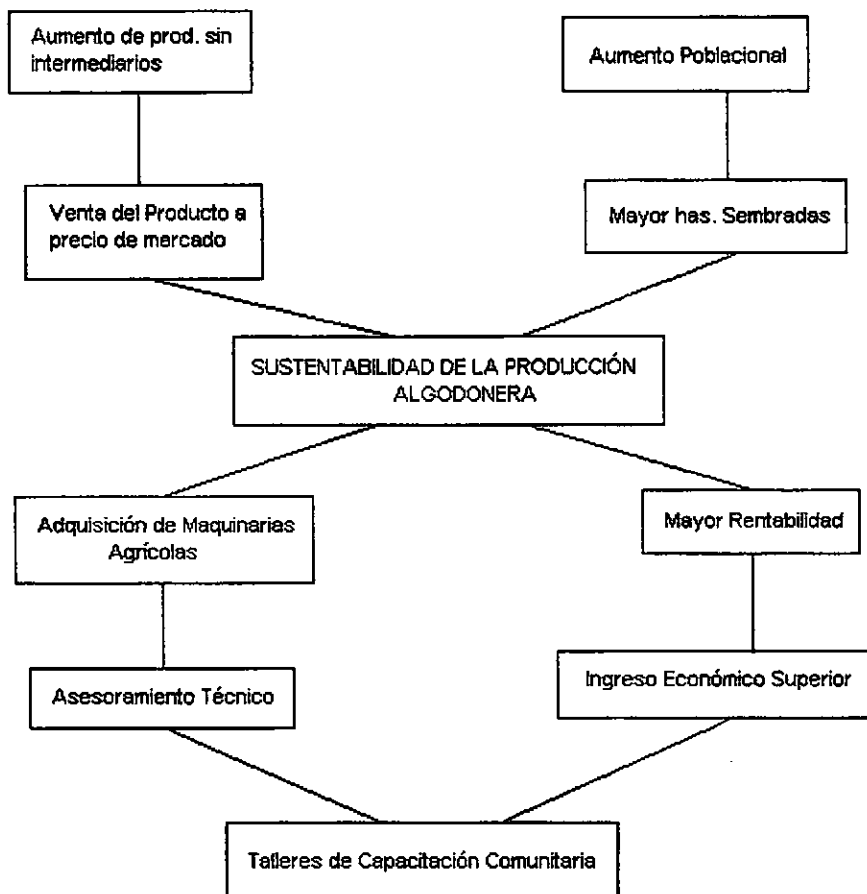 Aumento de prod. sin
intermediarios
Aumento Poblacional
Venta del Producto a
precio de marcado
Mayor has. Sembradas
SUSTENTABILIDAD DE LA PRODUCCIÓN
ALGODONERA
Adquisición de Maquinarias
Agrícolas
Mayor Rentabilidad
Asesoramiento Técnico
Ingreso Económico Superior
Talleres de Capacitación Comunitaria